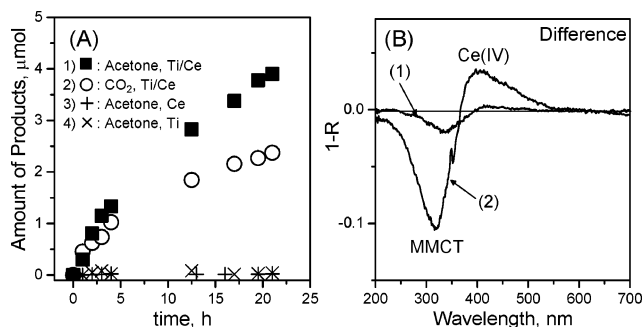 (A)
1) ■ : Acetone, Ti/Ce
2) ○ : CO₂, Ti/Ce
3) + : Acetone, Ce
4) × : Acetone, Ti
Amount of Products, μmol
5
4
3
2
1
0
0 5 10 15 20 25
time, h
(B)
Difference
Ce(IV)
(1)
(2)
MMCT
1-R
0.0
-0.1
200 300 400 500 600 700
Wavelength, nm